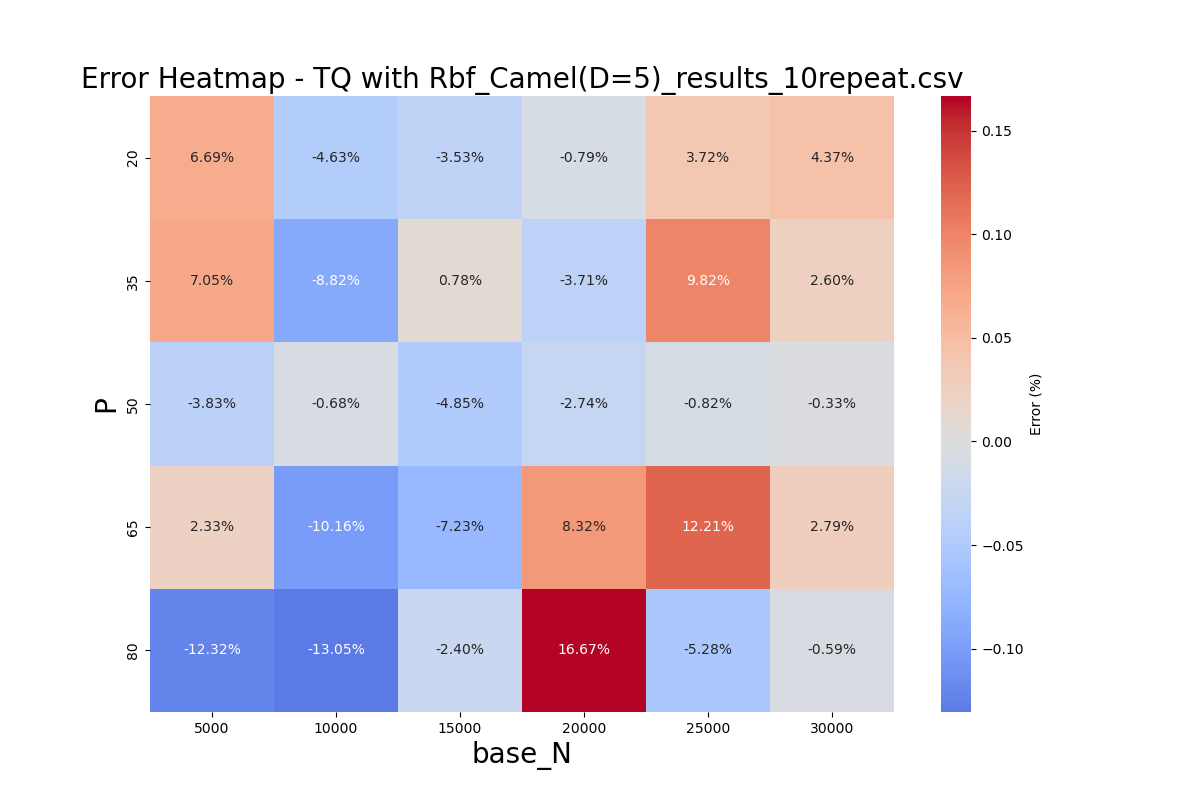 Error Heatmap - TQ with Rbf_Camel(D=5)_results_10repeat.csv
20 6.69% -4.63% -3.53% -0.79% 3.72% 4.37%
35 7.05% -8.82% 0.78% -3.71% 9.82% 2.60%
50 -3.83% -0.68% -4.85% -2.74% -0.82% -0.33%
65 2.33% -10.16% -7.23% 8.32% 12.21% 2.79%
80 -12.32% -13.05% -2.40% 16.67% -5.28% -0.59%
P
5000 10000 15000 20000 25000 30000
base_N
0.15
0.10
0.05
0.00
−0.05
−0.10
Error (%)